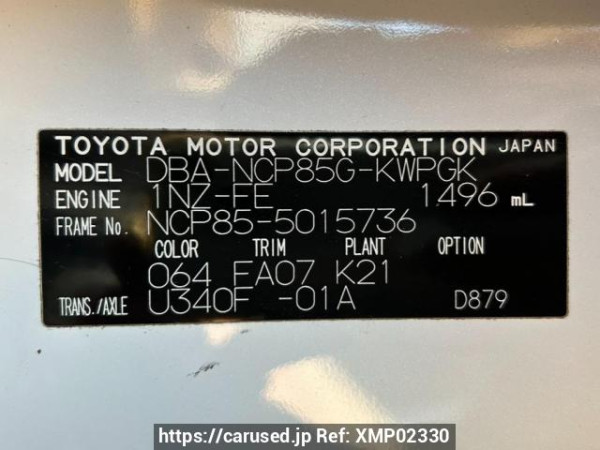 TOYOTA MOTOR CORPORATION JAPAN
MODEL DBA-NCP85G-KWPGK
ENGINE 1NZ-FE 1496 mL
FRAME No. NCP85-5015736
COLOR TRIM PLANT OPTION
064 FA07 K21
TRANS./AXLE U340F -01A D879
https://carused.jp Ref: XMP02330